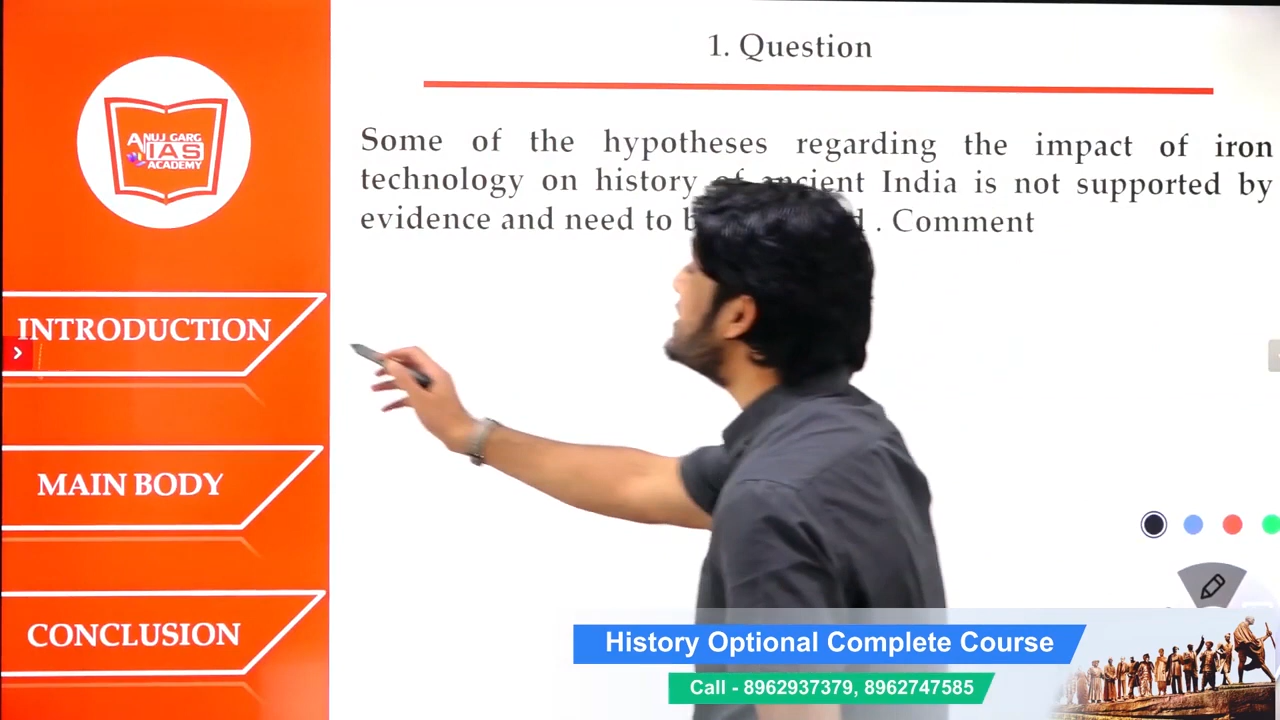 1. Question
Some of the hypotheses regarding the impact of iron
technology on history of ancient India is not supported by
evidence and need to . Comment
ANUJ GARG
IAS
ACADEMY
INTRODUCTION
MAIN BODY
CONCLUSION
History Optional Complete Course
Call - 8962937379, 8962747585